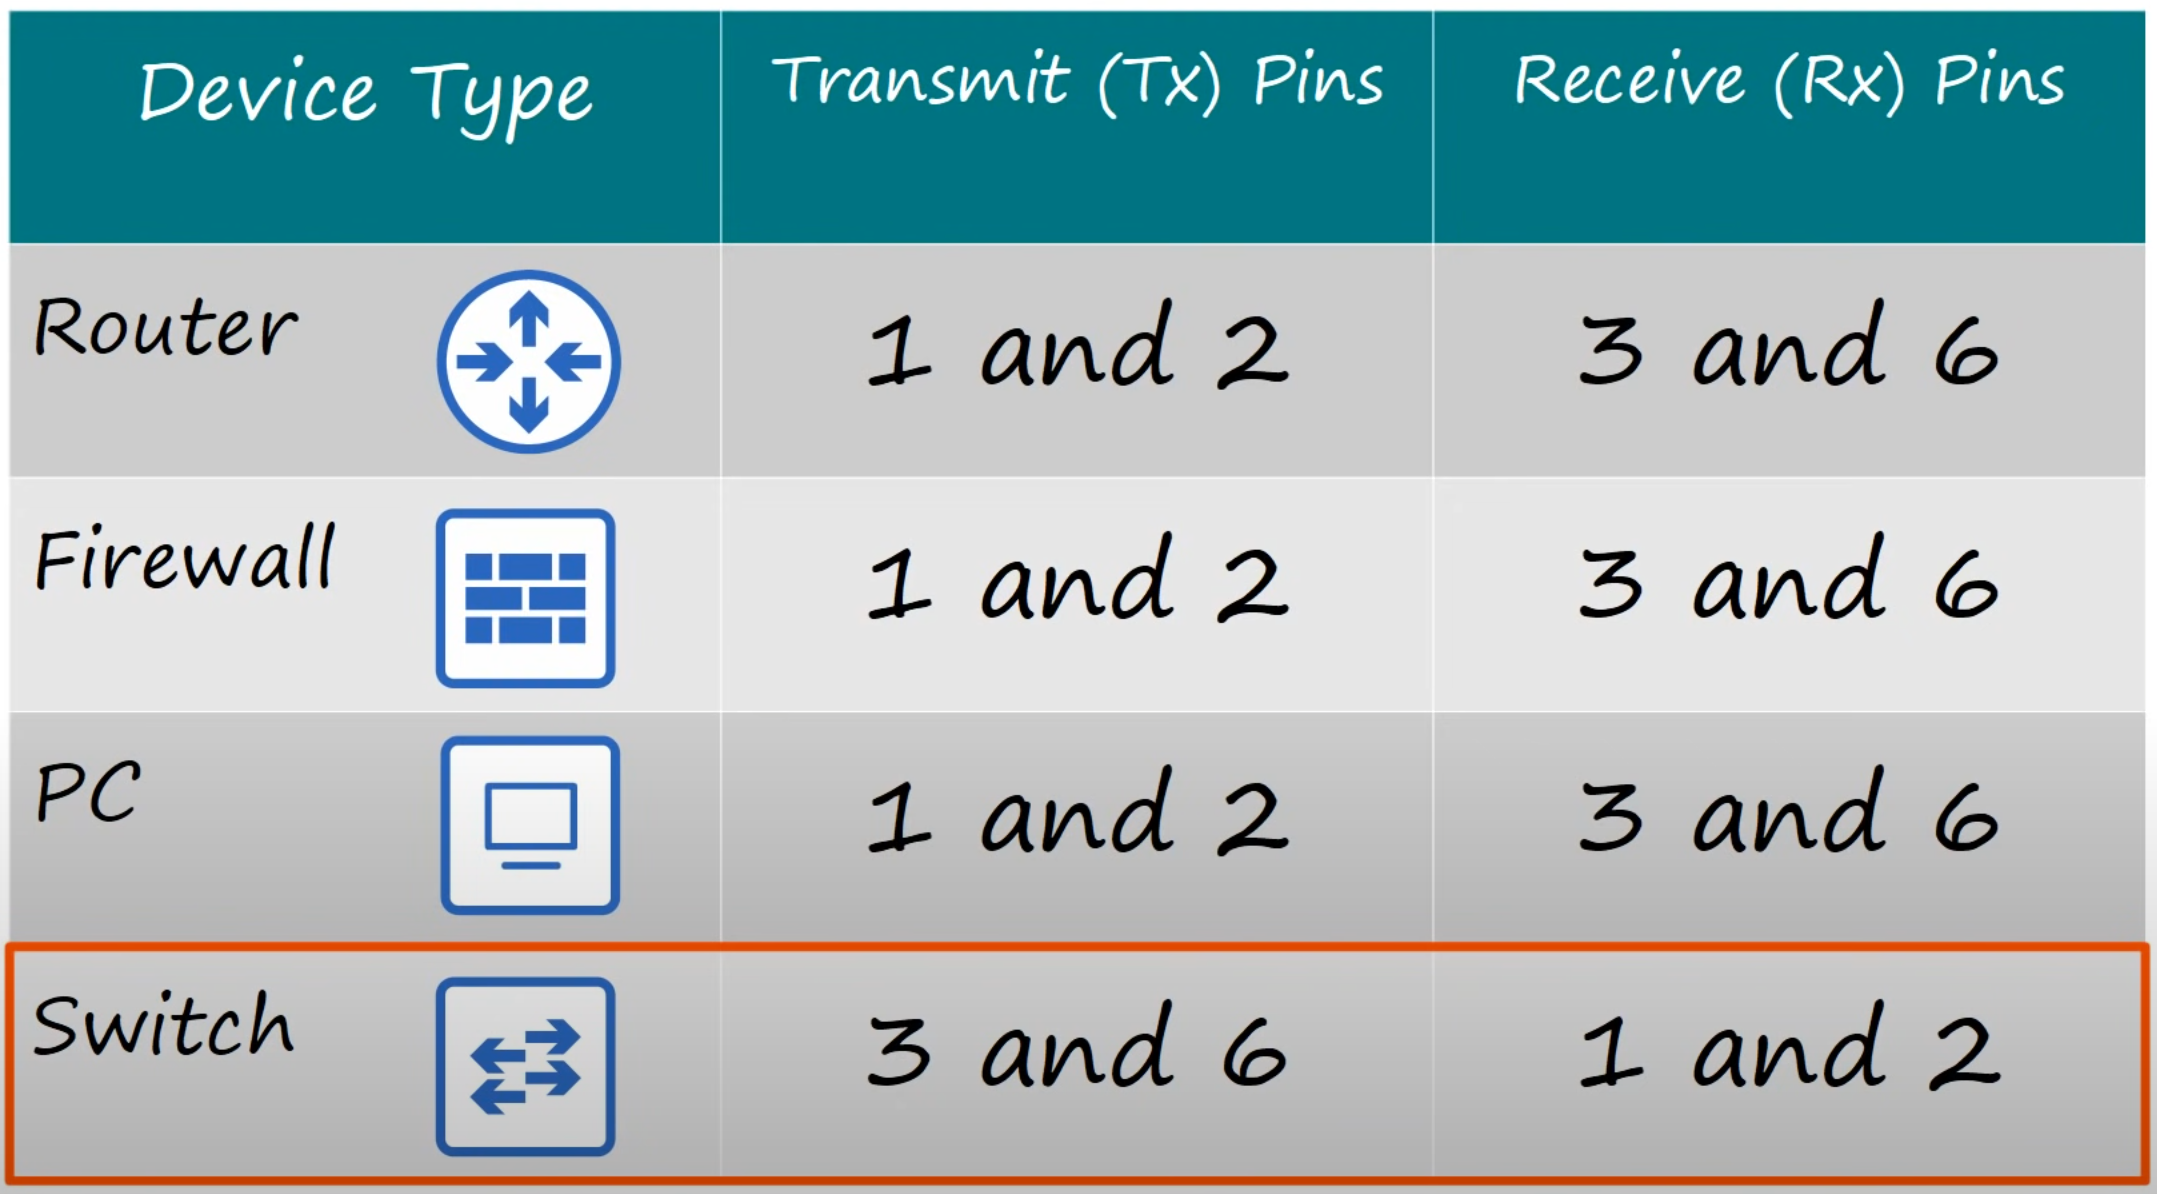 Device Type Transmit (Tx) Pins Receive (Rx) Pins
Router 1 and 2 3 and 6
Firewall 1 and 2 3 and 6
PC 1 and 2 3 and 6
Switch 3 and 6 1 and 2